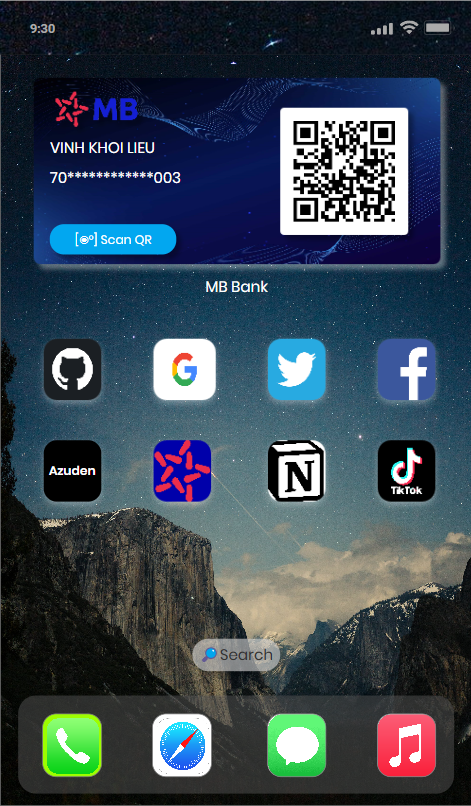 9:30
MB
VINH KHOI LIEU
70************003
Scan QR
MB Bank
G
Azuden
N
TikTok
Search